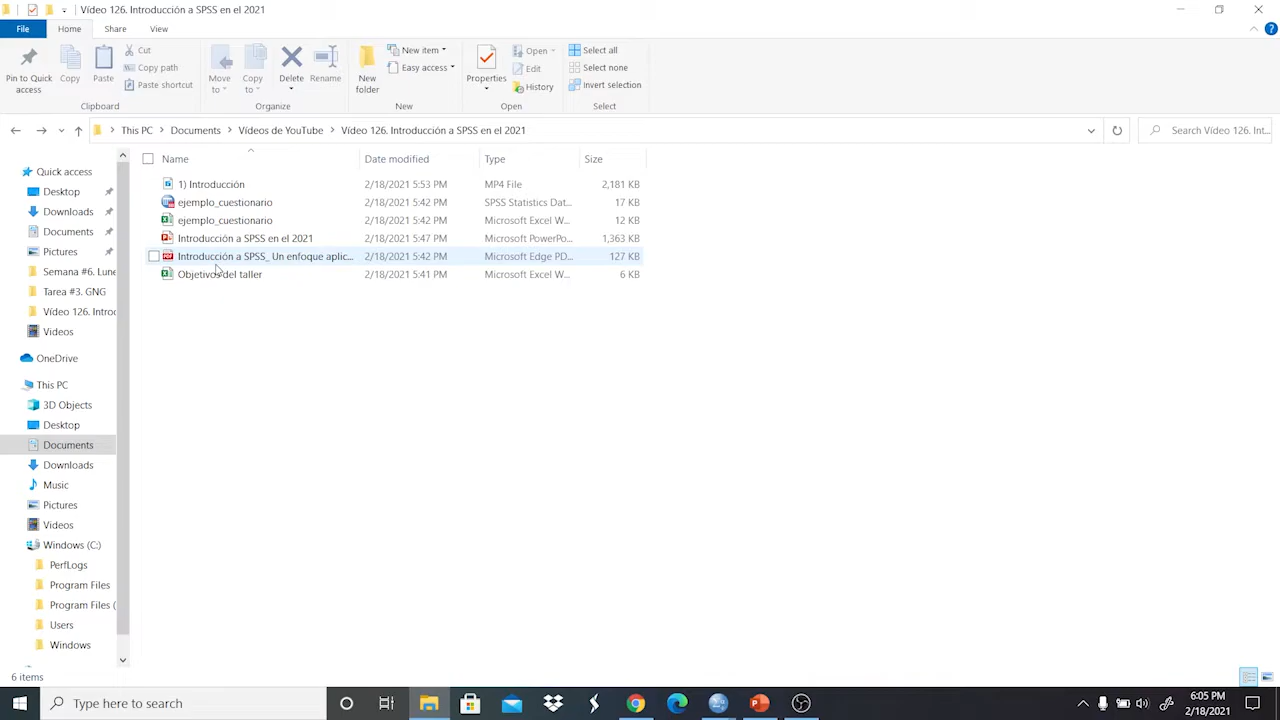 Vídeo 126. Introducción a SPSS en el 2021
File Home Share View
Pin to Quick access
Copy
Paste
Cut
Copy path
Paste shortcut
Clipboard
Move to
Copy to
Delete
Rename
Organize
New folder
New item
Easy access
New
Properties
Open
Edit
History
Open
Select all
Select none
Invert selection
Select
This PC > Documents > Vídeos de YouTube > Vídeo 126. Introducción a SPSS en el 2021
Search Vídeo 126. Int...
Name Date modified Type Size
1) Introducción 2/18/2021 5:53 PM MP4 File 2,181 KB
ejemplo_cuestionario 2/18/2021 5:42 PM SPSS Statistics Dat... 17 KB
ejemplo_cuestionario 2/18/2021 5:42 PM Microsoft Excel W... 12 KB
Introducción a SPSS en el 2021 2/18/2021 5:47 PM Microsoft PowerPo... 1,363 KB
Introducción a SPSS_ Un enfoque aplic... 2/18/2021 5:42 PM Microsoft Edge PD... 127 KB
Objetivos del taller 2/18/2021 5:41 PM Microsoft Excel W... 6 KB
Quick access
Desktop
Downloads
Documents
Pictures
Semana #6. Lune
Tarea #3. GNG
Vídeo 126. Introd
Videos
OneDrive
This PC
3D Objects
Desktop
Documents
Downloads
Music
Pictures
Videos
Windows (C:)
PerfLogs
Program Files
Program Files (
Users
Windows
6 items
Type here to search
6:05 PM
2/18/2021